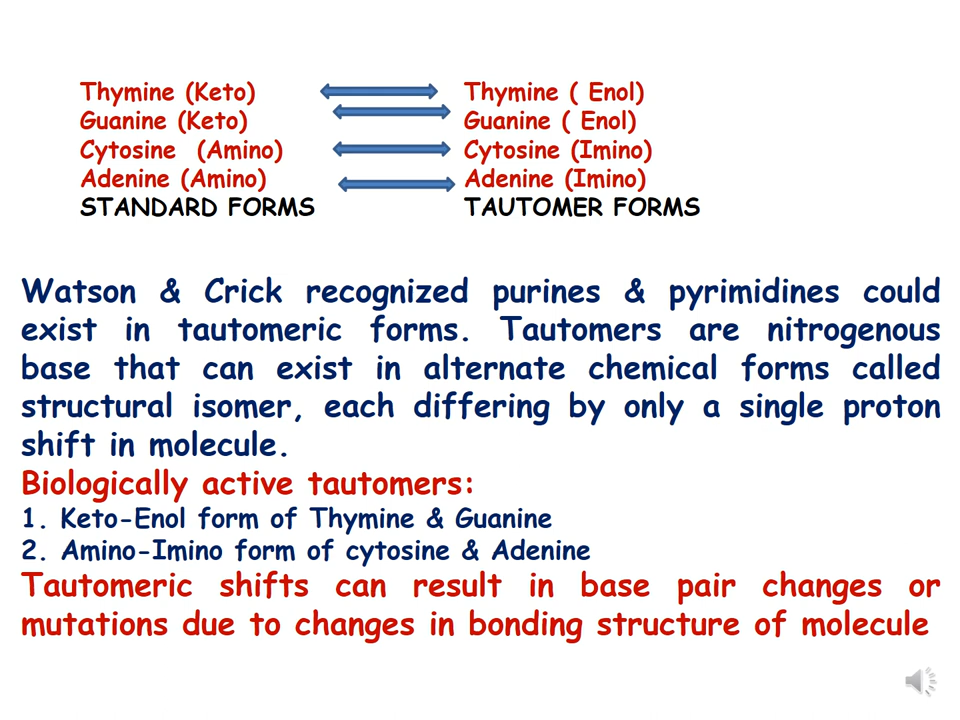 Thymine (Keto) Thymine ( Enol)
Guanine (Keto) Guanine ( Enol)
Cytosine (Amino) Cytosine (Imino)
Adenine (Amino) Adenine (Imino)
STANDARD FORMS TAUTOMER FORMS
Watson & Crick recognized purines & pyrimidines could
exist in tautomeric forms. Tautomers are nitrogenous
base that can exist in alternate chemical forms called
structural isomer, each differing by only a single proton
shift in molecule.
Biologically active tautomers:
1. Keto-Enol form of Thymine & Guanine
2. Amino-Imino form of cytosine & Adenine
Tautomeric shifts can result in base pair changes or
mutations due to changes in bonding structure of molecule